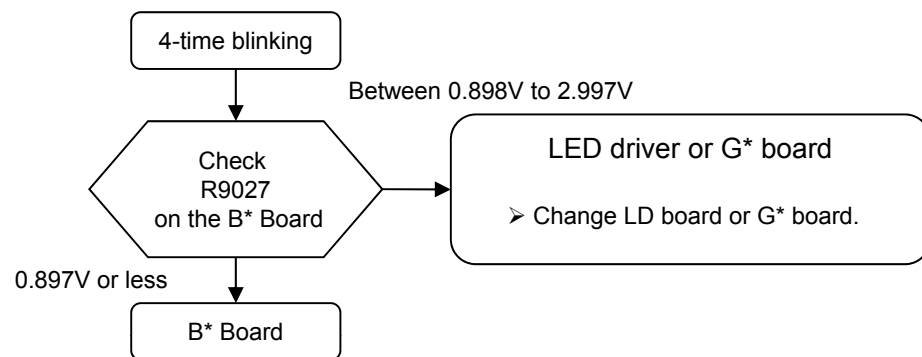 4-time blinking
Between 0.898V to 2.997V
Check
R9027
on the B* Board
LED driver or G* board
➢ Change LD board or G* board.
0.897V or less
B* Board